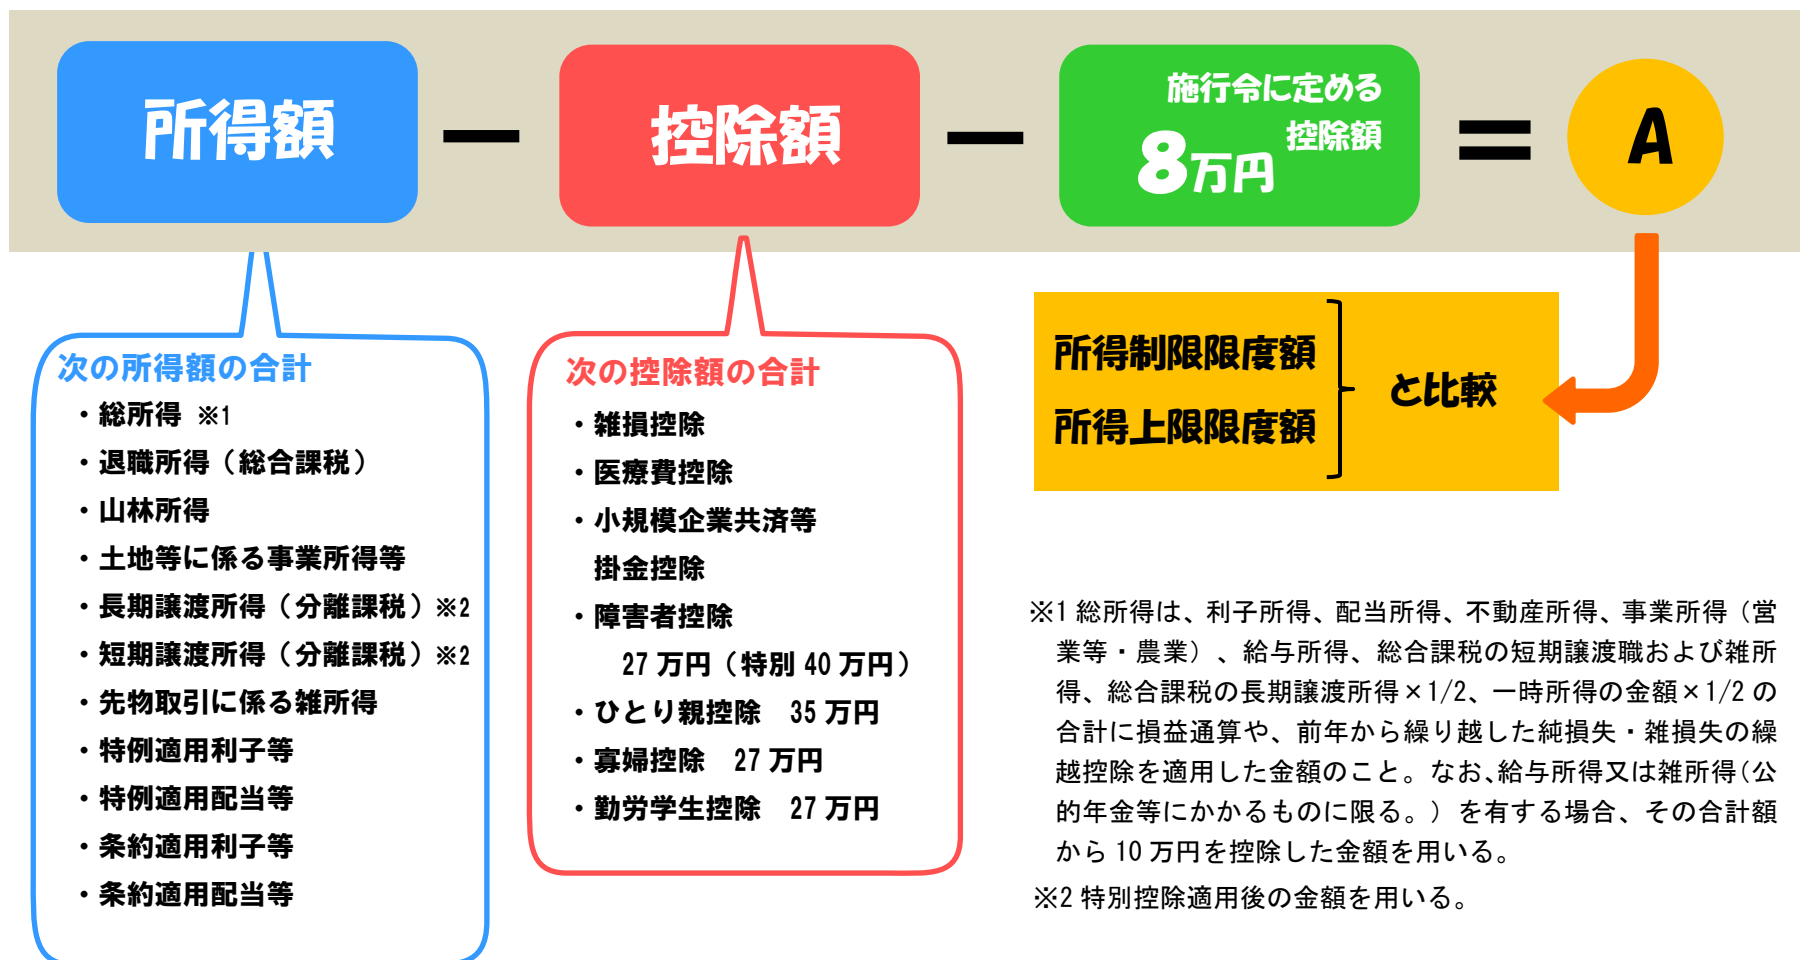 所得額
－
控除額
－
施行令に定める
控除額
8万円
＝
A
次の所得額の合計
・総所得 ※1
・退職所得（総合課税）
・山林所得
・土地等に係る事業所得等
・長期譲渡所得（分離課税）※2
・短期譲渡所得（分離課税）※2
・先物取引に係る雑所得
・特例適用利子等
・特例適用配当等
・条約適用利子等
・条約適用配当等
次の控除額の合計
・雑損控除
・医療費控除
・小規模企業共済等
掛金控除
・障害者控除
27万円（特別40万円）
・ひとり親控除　35万円
・寡婦控除　27万円
・勤労学生控除　27万円
所得制限限度額
所得上限限度額
と比較
※1 総所得は、利子所得、配当所得、不動産所得、事業所得（営
業等・農業）、給与所得、総合課税の短期譲渡職および雑所
得、総合課税の長期譲渡所得×1/2、一時所得の金額×1/2の
合計に損益通算や、前年から繰り越した純損失・雑損失の繰
越控除を適用した金額のこと。なお、給与所得又は雑所得（公
的年金等にかかるものに限る。）を有する場合、その合計額
から10万円を控除した金額を用いる。
※2 特別控除適用後の金額を用いる。